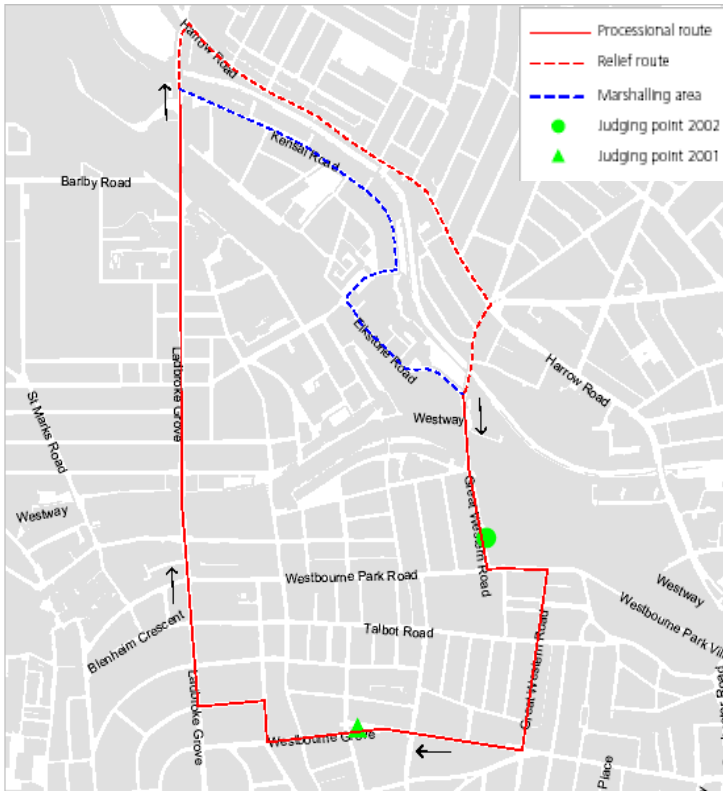 Processional route
Relief route
Marshalling area
Judging point 2002
Judging point 2001
Harrow Road
Kensal Road
Barlby Road
Elkstone Road
Harrow Road
Ladbroke Grove
St Marks Road
Westway
Great Western Road
Westway
Westbourne Park Road
Westway
Westbourne Park Vil
Blenheim Crescent
Talbot Road
Great Western Road
Ladbroke Grove
Westbourne Grove
Place
Road